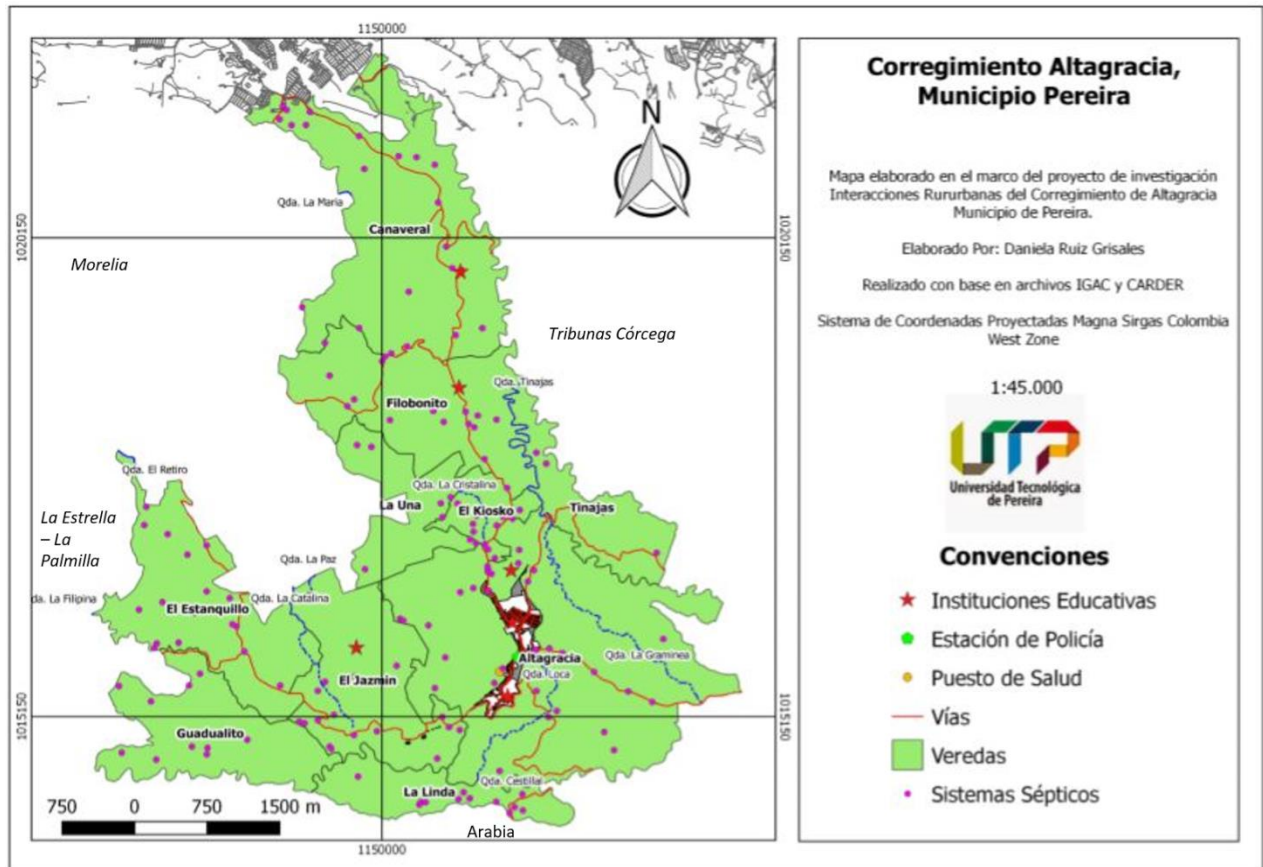 1150000
N
Qda. La Maria
Canaveral
1020150
1020150
Morelia
Tribunas Córcega
Qda. Tinajas
Filobonito
Qda. El Retiro
Qda. La Cristalina
La Una
El Kiosko
Tinajas
La Estrella
– La
Palmilla
Qda. La Paz
da. La Filipina
El Estanquillo
Qda. La Catalina
Altagracia
Qda. La Graminea
Qda. Loca
El Jazmin
1015150
1015150
Guadualito
Qda. Cestillal
La Linda
750 0 750 1500 m
Arabia
1150000
Corregimiento Altagracia,
Municipio Pereira
Mapa elaborado en el marco del proyecto de investigación
Interacciones Rururbanas del Corregimiento de Altagracia
Municipio de Pereira.
Elaborado Por: Daniela Ruiz Grisales
Realizado con base en archivos IGAC y CARDER
Sistema de Coordenadas Proyectadas Magna Sirgas Colombia
West Zone
1:45.000
UTP
Universidad Tecnológica
de Pereira
Convenciones
Instituciones Educativas
Estación de Policía
Puesto de Salud
Vías
Veredas
Sistemas Sépticos